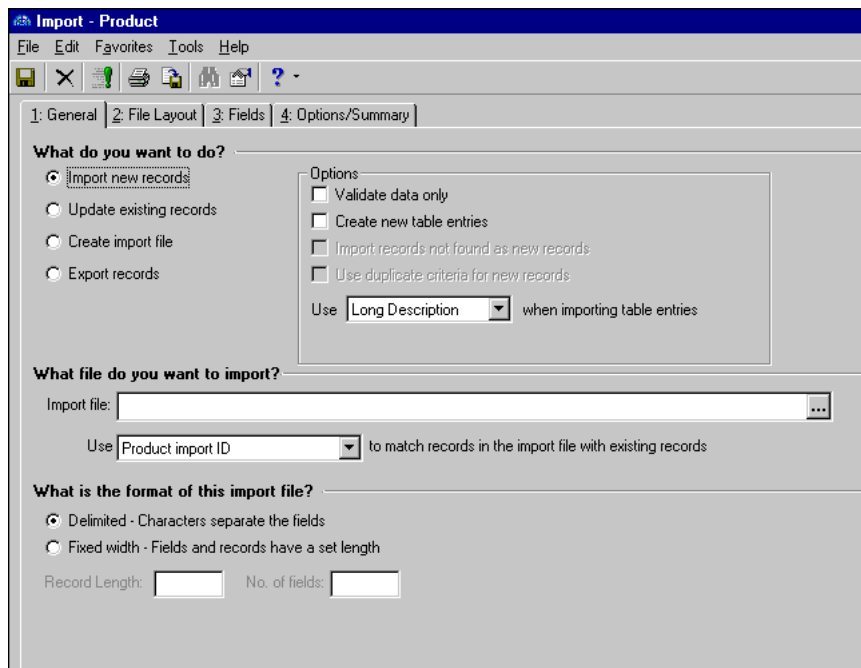 Import - Product
File Edit Favorites Tools Help
?
1: General 2: File Layout 3: Fields 4: Options/Summary
What do you want to do?
Import new records
Update existing records
Create import file
Export records
Options
Validate data only
Create new table entries
Import records not found as new records
Use duplicate criteria for new records
Use Long Description when importing table entries
What file do you want to import?
Import file: ...
Use Product import ID to match records in the import file with existing records
What is the format of this import file?
Delimited - Characters separate the fields
Fixed width - Fields and records have a set length
Record Length: No. of fields: